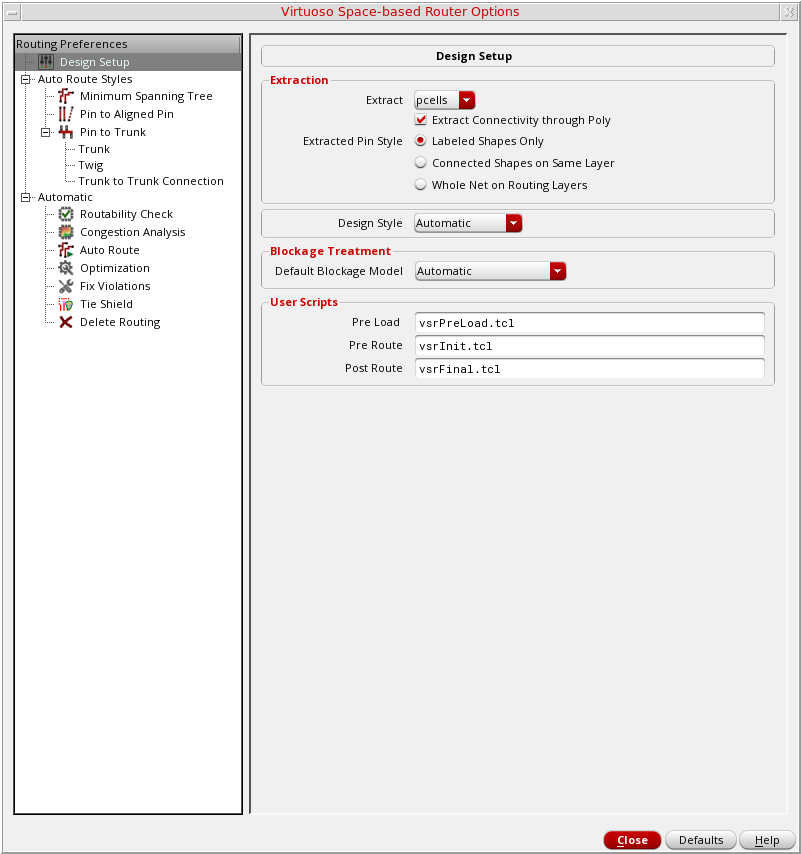 Virtuoso Space-based Router Options
Routing Preferences
Design Setup
Auto Route Styles
Minimum Spanning Tree
Pin to Aligned Pin
Pin to Trunk
Trunk
Twig
Trunk to Trunk Connection
Automatic
Routability Check
Congestion Analysis
Auto Route
Optimization
Fix Violations
Tie Shield
Delete Routing
Design Setup
Extraction
Extract pcells
Extract Connectivity through Poly
Extracted Pin Style Labeled Shapes Only
Connected Shapes on Same Layer
Whole Net on Routing Layers
Design Style Automatic
Blockage Treatment
Default Blockage Model Automatic
User Scripts
Pre Load vsrPreLoad.tcl
Pre Route vsrInit.tcl
Post Route vsrFinal.tcl
Close Defaults Help